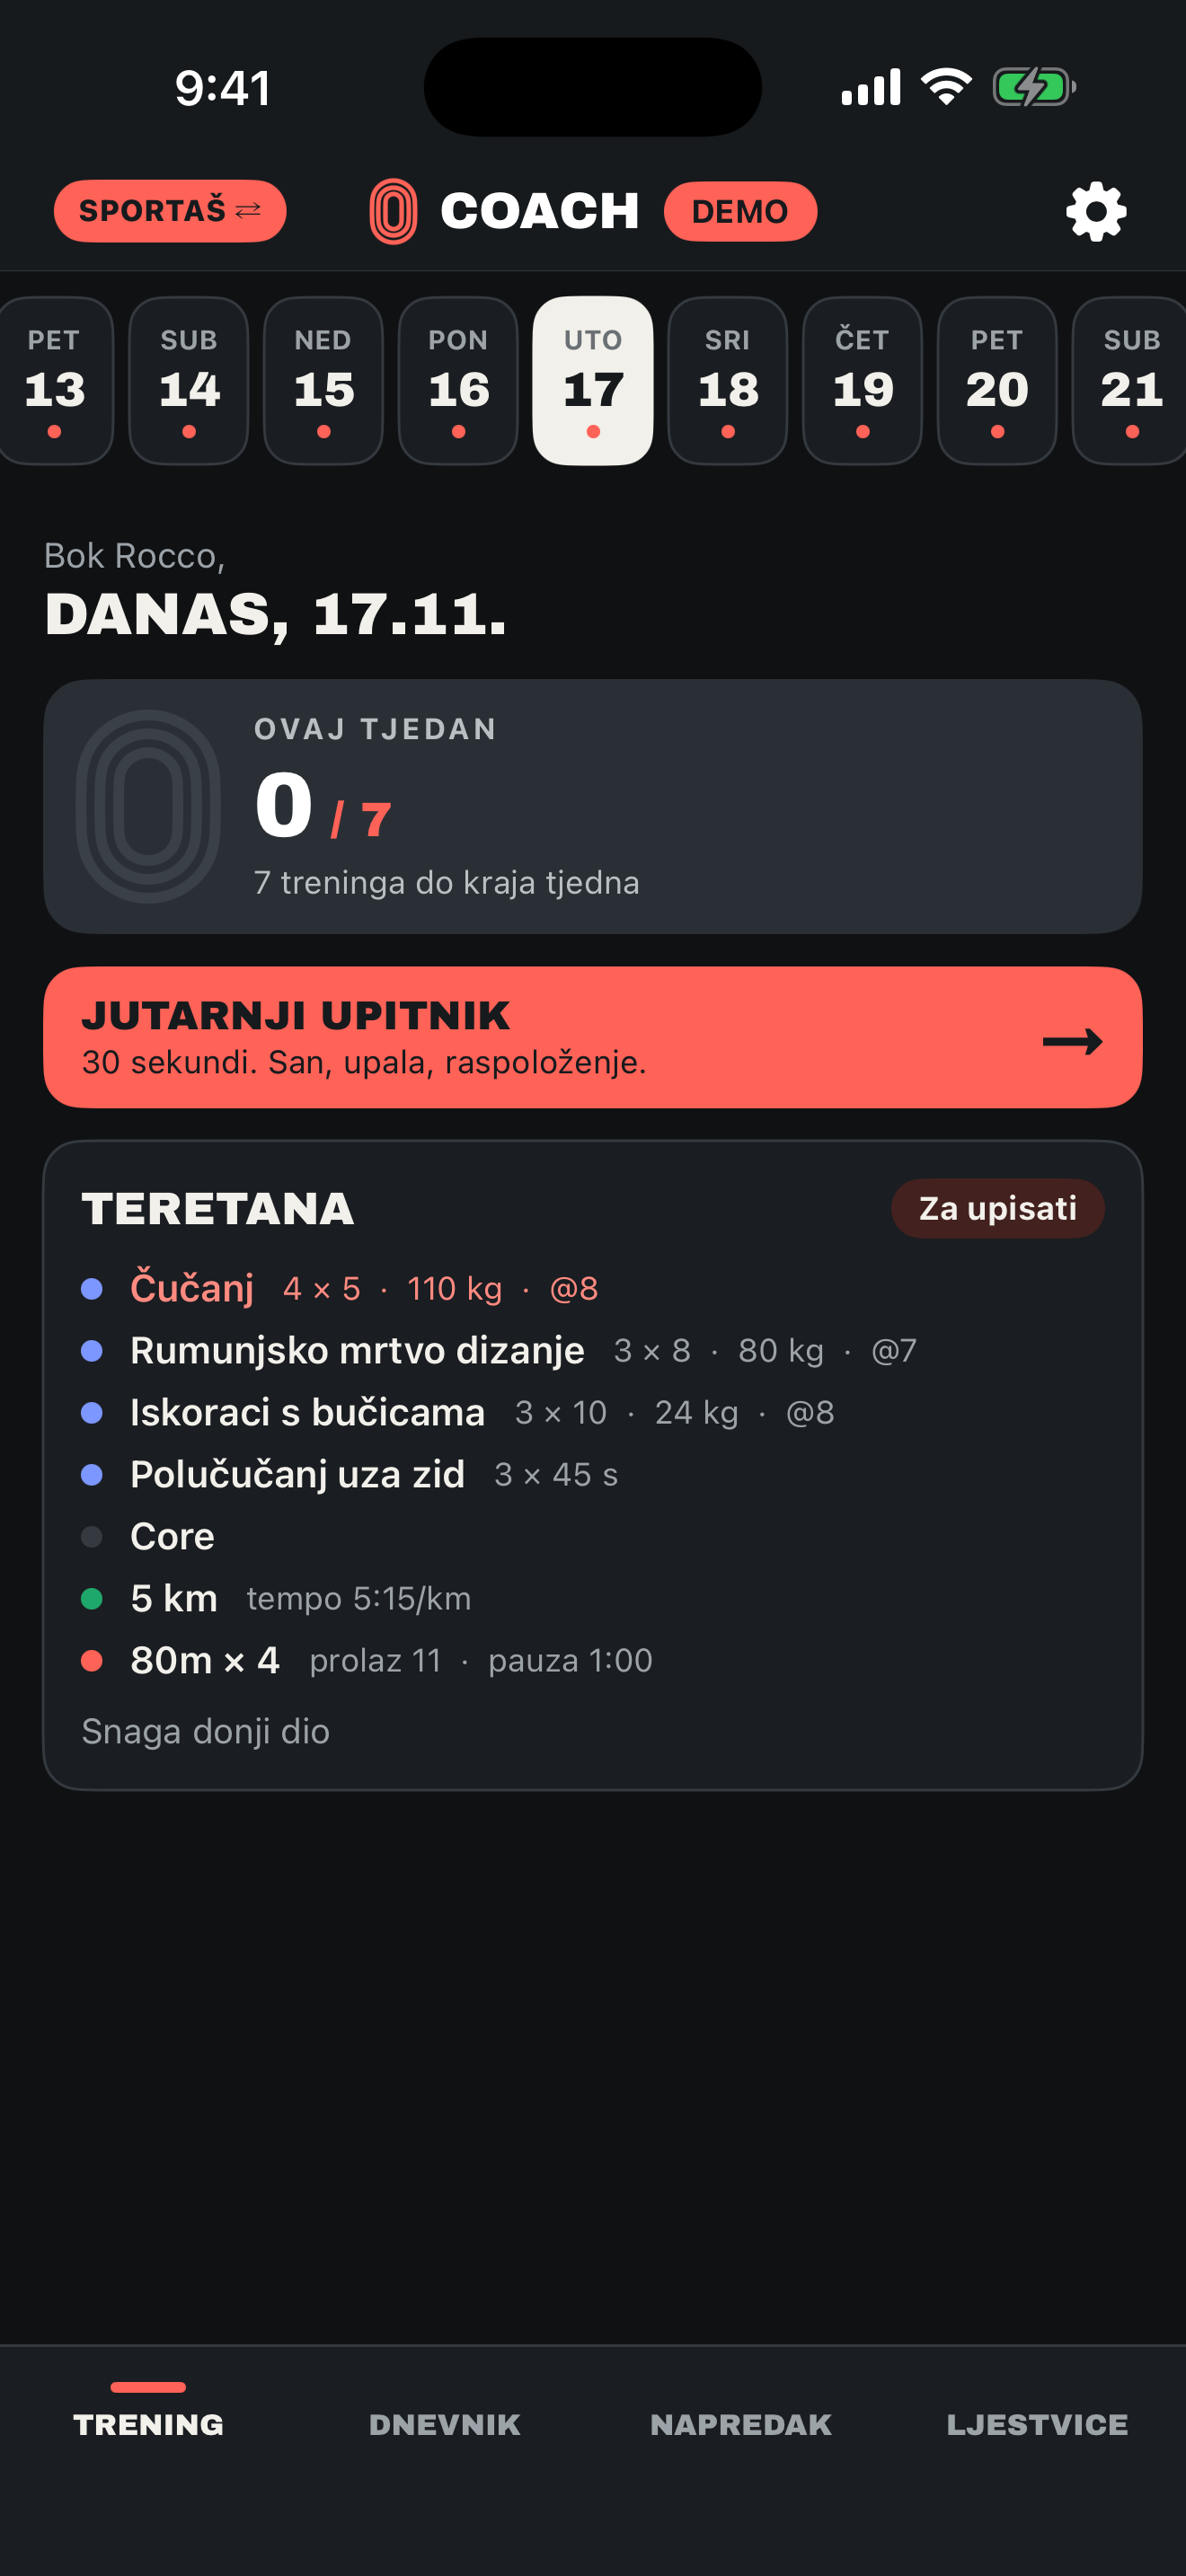 9:41
SPORTAŠ ⇄ COACH DEMO
PET SUB NED PON UTO SRI ČET PET SUB
13 14 15 16 17 18 19 20 21
Bok Rocco,
DANAS, 17.11.
OVAJ TJEDAN
0 / 7
7 treninga do kraja tjedna
JUTARNJI UPITNIK
30 sekundi. San, upala, raspoloženje.
TERETANA Za upisati
Čučanj 4 × 5 · 110 kg · @8
Rumunjsko mrtvo dizanje 3 × 8 · 80 kg · @7
Iskoraci s bučicama 3 × 10 · 24 kg · @8
Polučučanj uza zid 3 × 45 s
Core
5 km tempo 5:15/km
80m × 4 prolaz 11 · pauza 1:00
Snaga donji dio
TRENING DNEVNIK NAPREDAK LJESTVICE